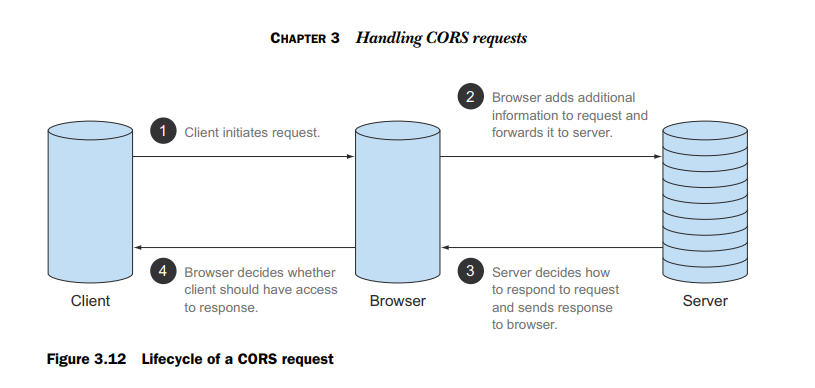 CHAPTER 3 Handling CORS requests
1 Client initiates request.
2 Browser adds additional
information to request and
forwards it to server.
4 Browser decides whether
client should have access
to response.
3 Server decides how
to respond to request
and sends response
to browser.
Client
Browser
Server
Figure 3.12 Lifecycle of a CORS request